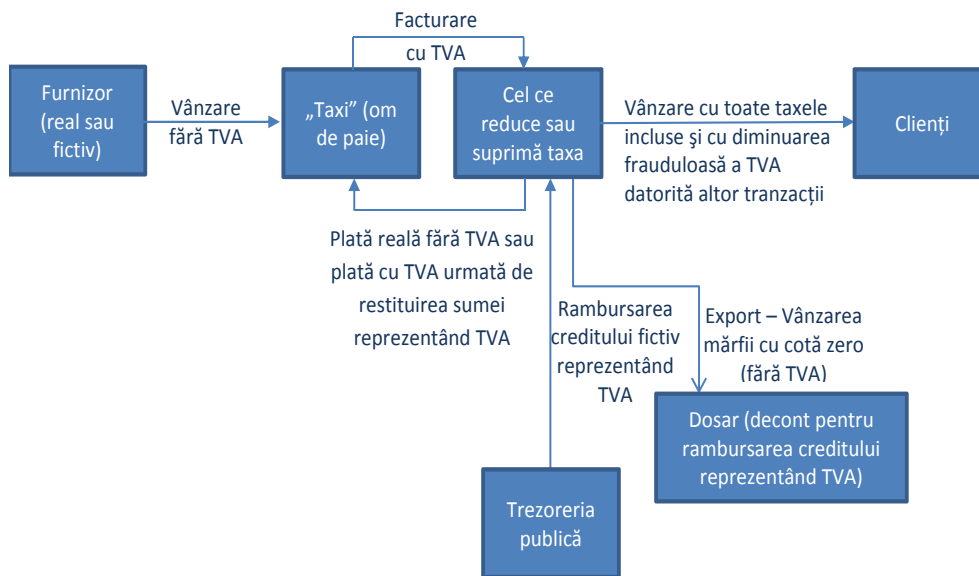 Facturare
cu TVA
Furnizor
(real sau
fictiv)
Vânzare
fără TVA
„Taxi” (om
de paie)
Cel ce
reduce sau
suprimă taxa
Vânzare cu toate taxele
incluse şi cu diminuarea
frauduloasă a TVA
datorită altor tranzacții
Clienți
Plată reală fără TVA sau
plată cu TVA urmată de
restituirea sumei
reprezentând TVA
Rambursarea
creditului fictiv
reprezentând
TVA
Export – Vânzarea
mărfii cu cotă zero
(fără TVA)
Dosar (decont pentru
rambursarea creditului
reprezentând TVA)
Trezoreria
publică